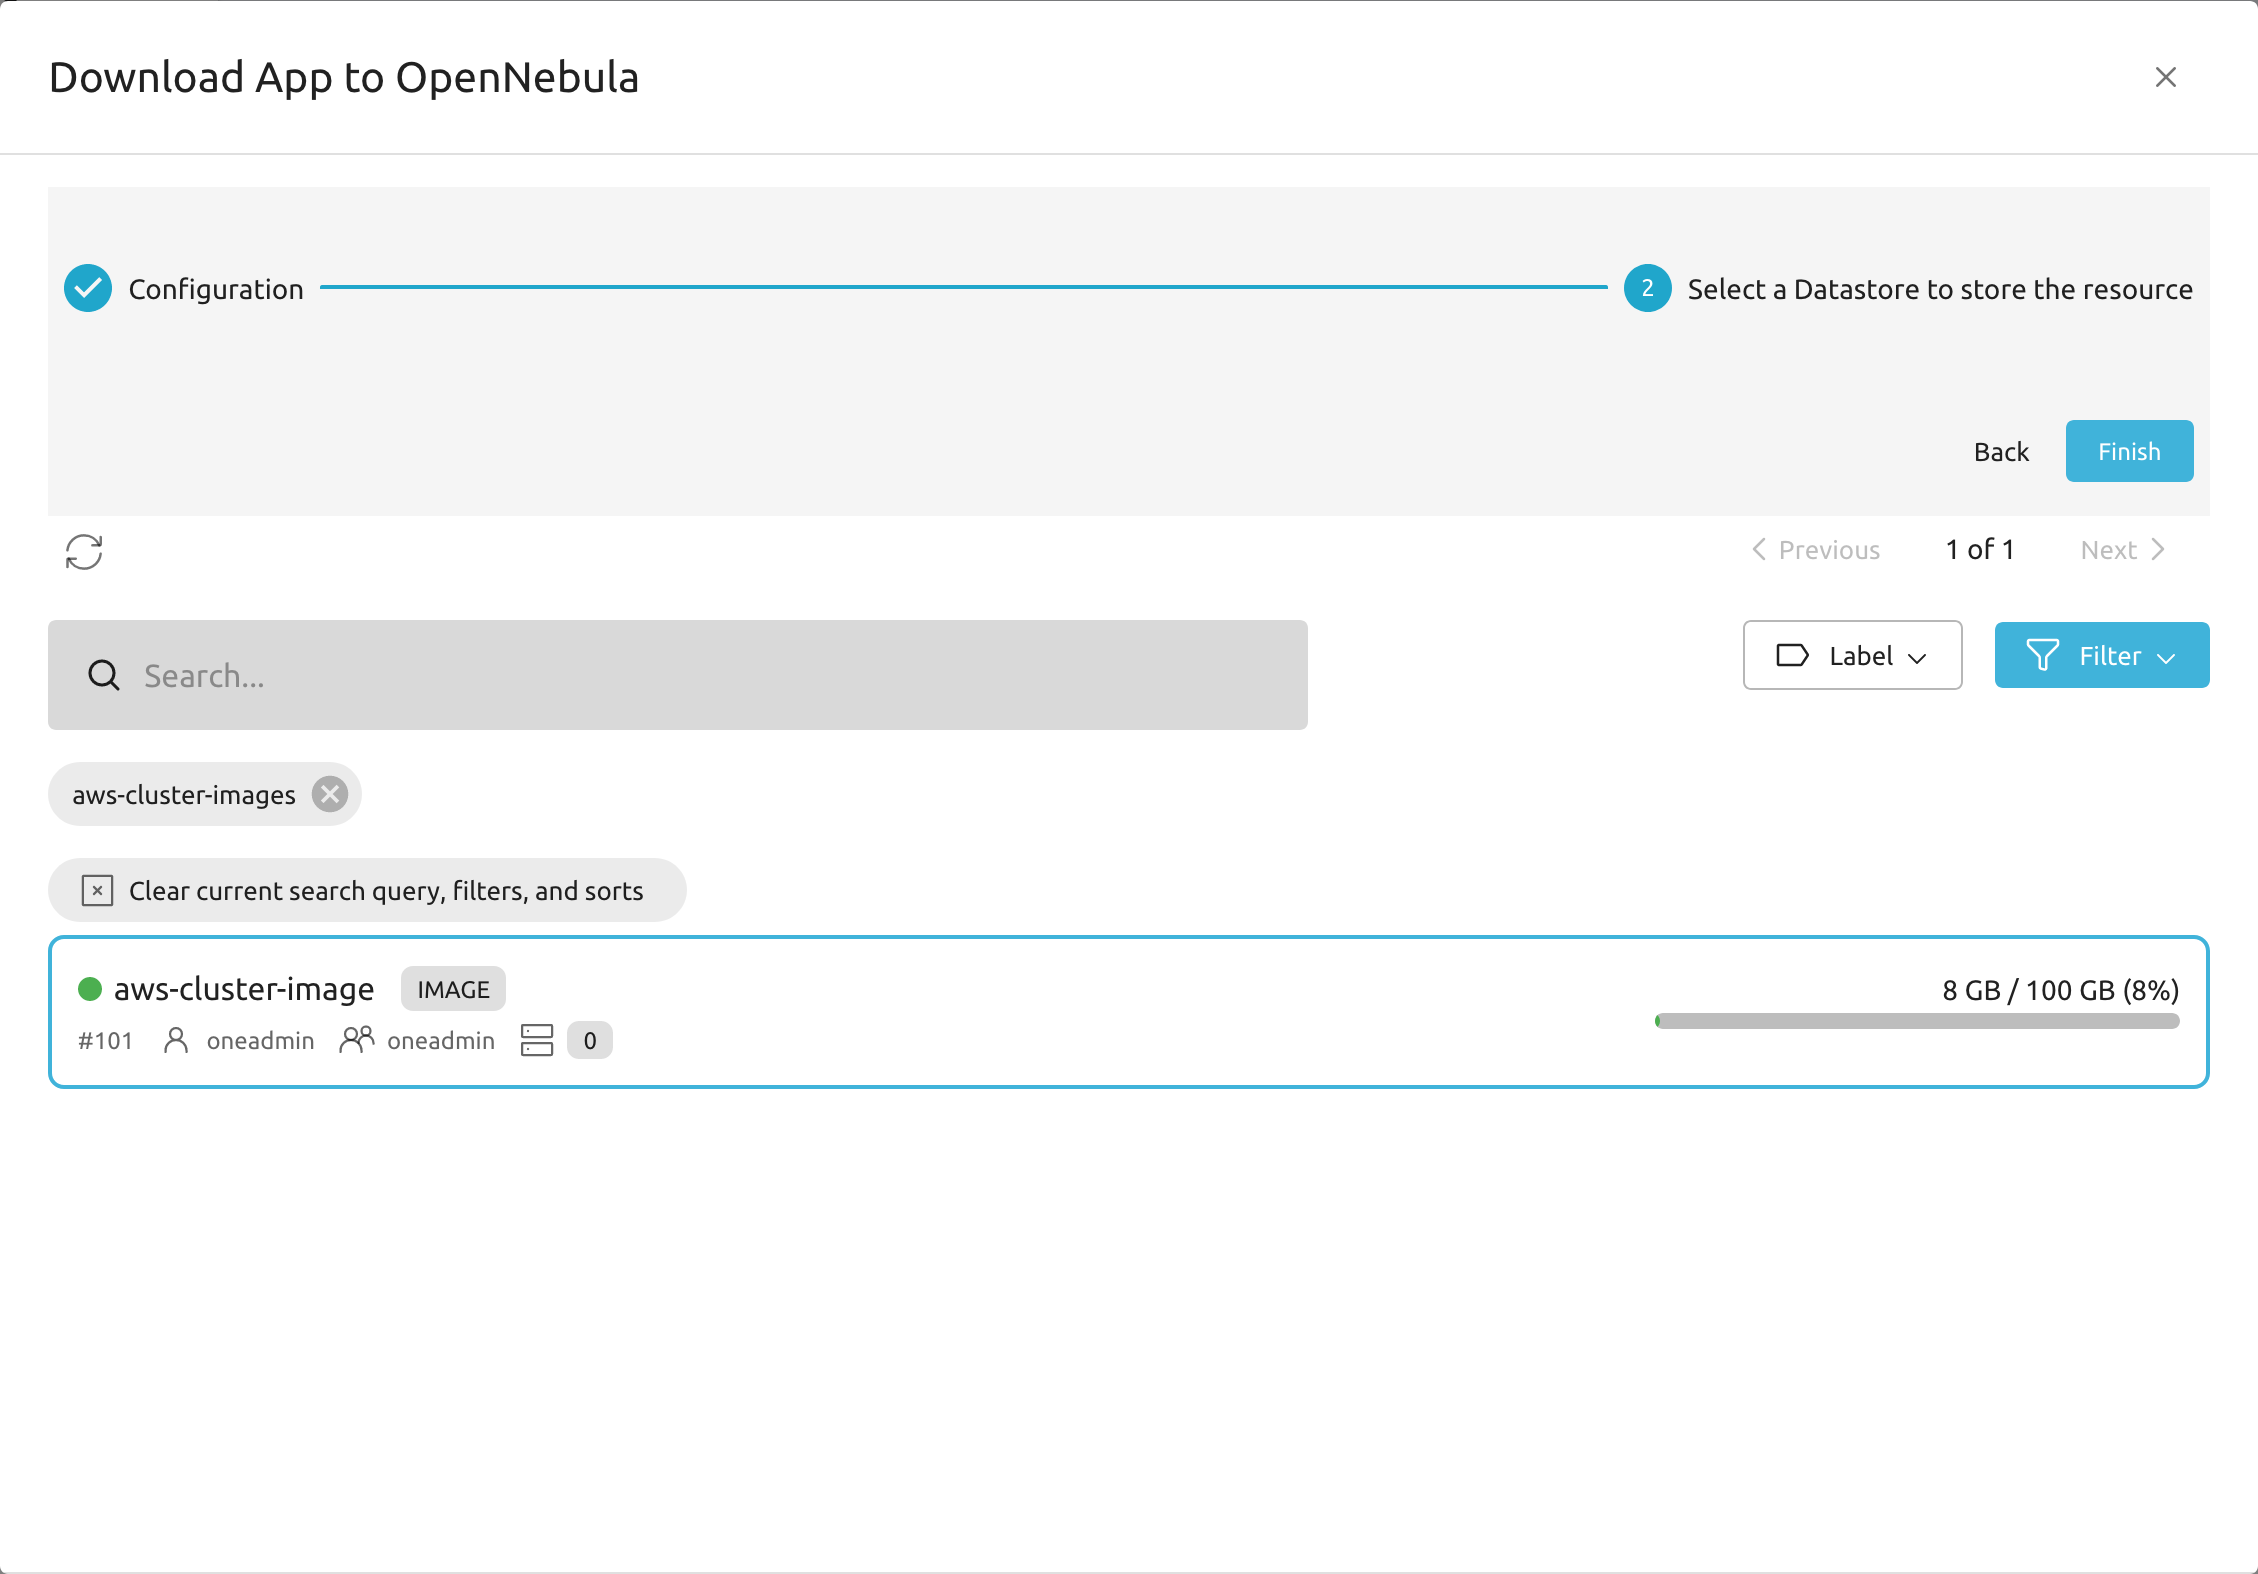 Download App to OpenNebula
Configuration
2 Select a Datastore to store the resource
Back Finish
Previous 1 of 1 Next
Search... Label Filter
aws-cluster-images
Clear current search query, filters, and sorts
aws-cluster-image IMAGE 8 GB / 100 GB (8%)
#101 oneadmin oneadmin 0